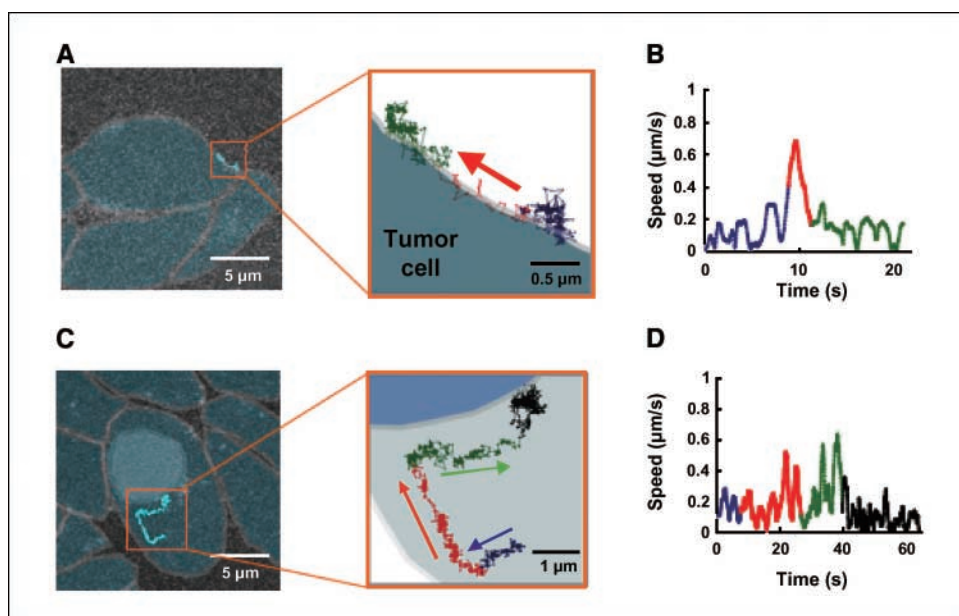 A
5 μm
Tumor
cell
0.5 μm
B
Speed (μm/s)
1
0.8
0.6
0.4
0.2
0
0
10
20
Time (s)
C
5 μm
1 μm
D
Speed (μm/s)
1
0.8
0.6
0.4
0.2
0
0
20
40
60
Time (s)